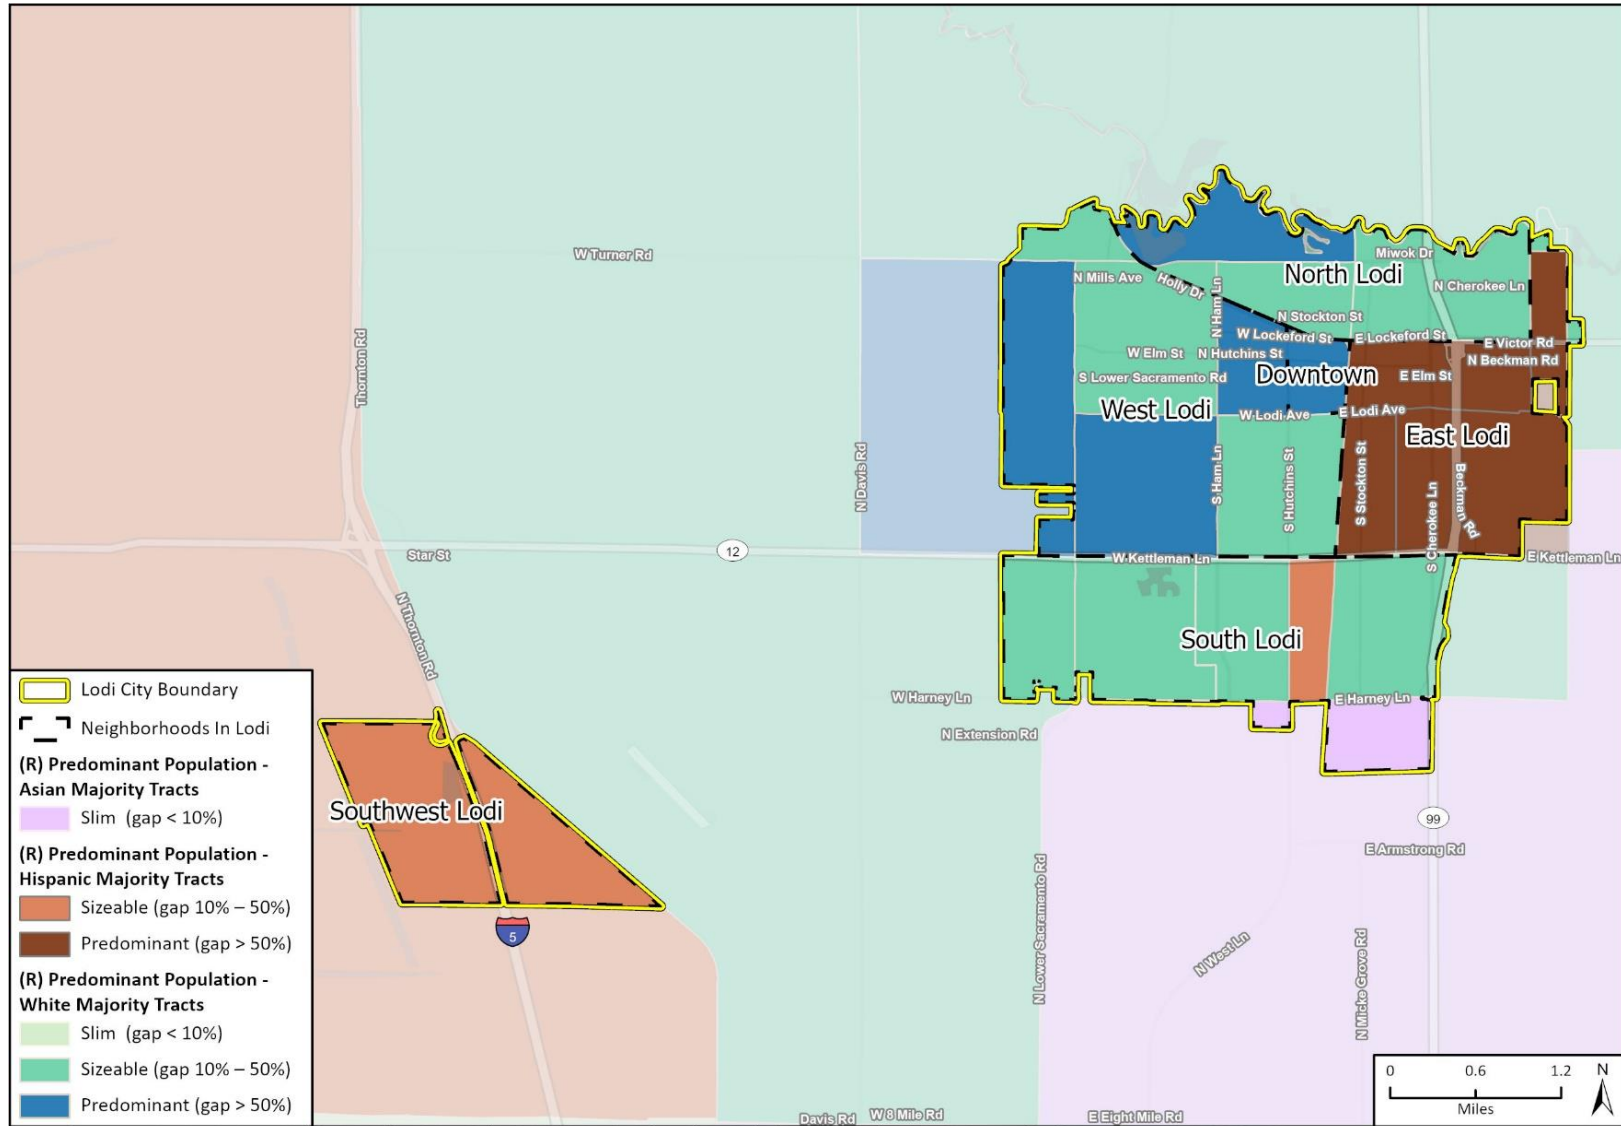 W Turner Rd
Thornton Rd
N Davis Rd
Star St
12
N Thornton Rd
N Mills Ave
Holly Dr
N Ham Ln
North Lodi
Miwok Dr
N Cherokee Ln
N Stockton St
W Lockeford St
E Lockeford St
E Victor Rd
W Elm St
N Hutchins St
N Beckman Rd
S Lower Sacramento Rd
Downtown
E Elm St
West Lodi
W Lodi Ave
E Lodi Ave
East Lodi
S Ham Ln
S Hutchins St
S Stockton St
S Cherokee Ln
Beckman Rd
W Kettleman Ln
E Kettleman Ln
South Lodi
W Harney Ln
E Harney Ln
N Extension Rd
Southwest Lodi
5
99
E Armstrong Rd
N Lower Sacramento Rd
N West Ln
N Micke Grove Rd
Davis Rd
W 8 Mile Rd
E Eight Mile Rd
Lodi City Boundary
Neighborhoods In Lodi
(R) Predominant Population -
Asian Majority Tracts
Slim (gap < 10%)
(R) Predominant Population -
Hispanic Majority Tracts
Sizeable (gap 10% – 50%)
Predominant (gap > 50%)
(R) Predominant Population -
White Majority Tracts
Slim (gap < 10%)
Sizeable (gap 10% – 50%)
Predominant (gap > 50%)
0 0.6 1.2
Miles
N